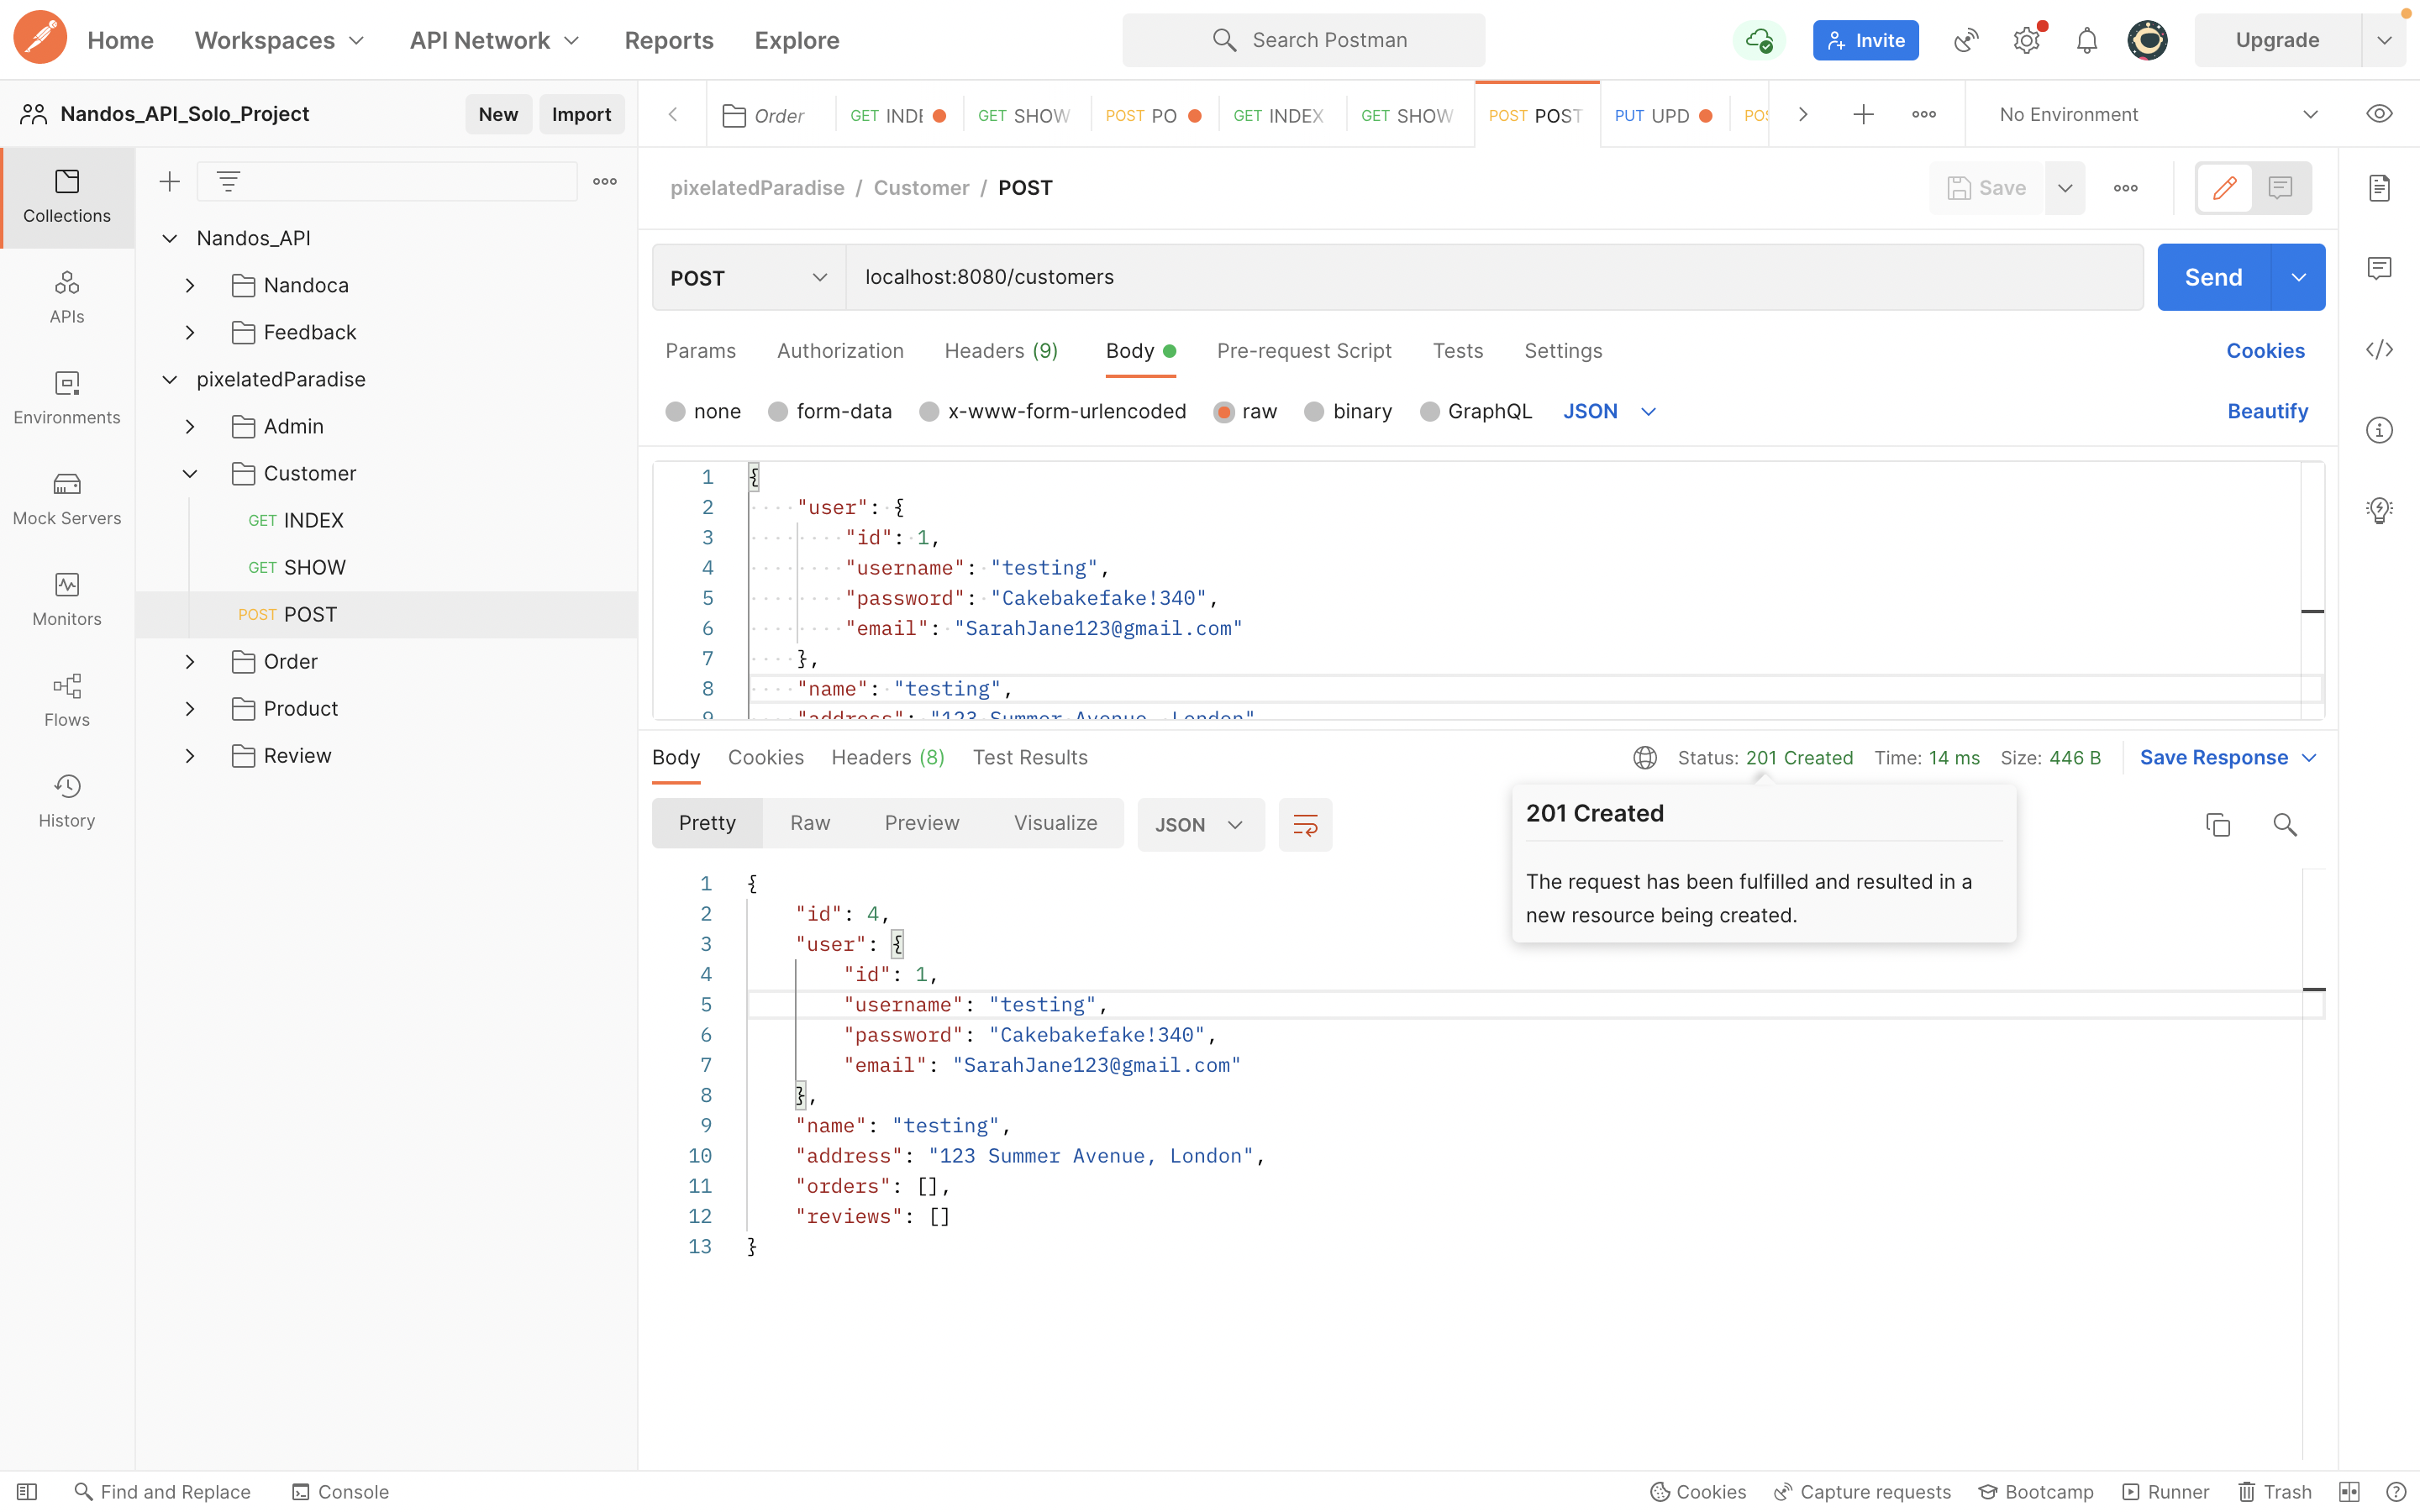 Home Workspaces API Network Reports Explore Search Postman Invite Upgrade
Nandos_API_Solo_Project New Import Order GET INDE GET SHOW POST PO GET INDEX GET SHOW POST POST PUT UPD POS No Environment
pixelatedParadise / Customer / POST Save
Collections
APIs
Environments
Mock Servers
Monitors
Flows
History
Nandos_API
Nandoca
Feedback
pixelatedParadise
Admin
Customer
GET INDEX
GET SHOW
POST POST
Order
Product
Review
POST localhost:8080/customers Send
Params Authorization Headers (9) Body Pre-request Script Tests Settings Cookies
none form-data x-www-form-urlencoded raw binary GraphQL JSON Beautify
1 {
2 "user": {
3 "id": 1,
4 "username": "testing",
5 "password": "Cakebakefake!340",
6 "email": "SarahJane123@gmail.com"
7 },
8 "name": "testing",
9 "address": "123 Summer Avenue, London"
Body Cookies Headers (8) Test Results Status: 201 Created Time: 14 ms Size: 446 B Save Response
Pretty Raw Preview Visualize JSON
201 Created
The request has been fulfilled and resulted in a
new resource being created.
1 {
2 "id": 4,
3 "user": {
4 "id": 1,
5 "username": "testing",
6 "password": "Cakebakefake!340",
7 "email": "SarahJane123@gmail.com"
8 },
9 "name": "testing",
10 "address": "123 Summer Avenue, London",
11 "orders": [],
12 "reviews": []
13 }
Find and Replace Console Cookies Capture requests Bootcamp Runner Trash